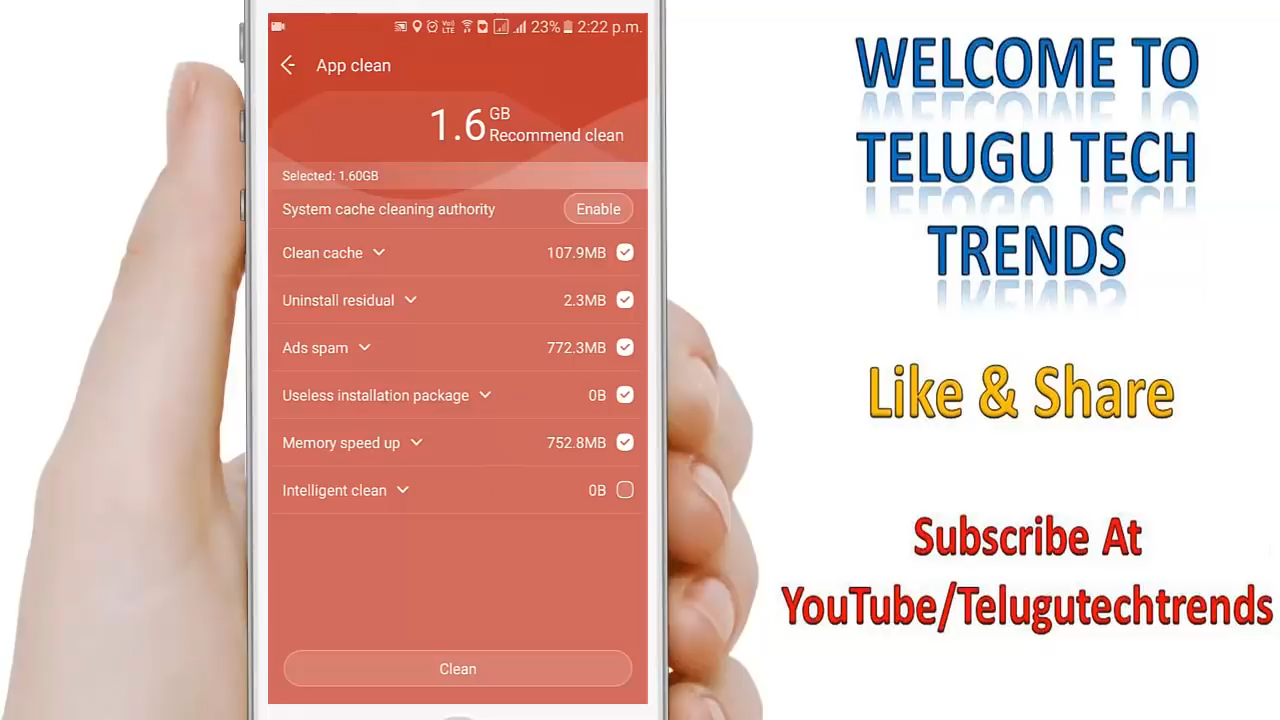 23% 2:22 p.m.
App clean
1.6 GB
Recommend clean
Selected: 1.60GB
System cache cleaning authority Enable
Clean cache 107.9MB
Uninstall residual 2.3MB
Ads spam 772.3MB
Useless installation package 0B
Memory speed up 752.8MB
Intelligent clean 0B
Clean
WELCOME TO
TELUGU TECH
TRENDS
Like & Share
Subscribe At
YouTube/Telugutechtrends